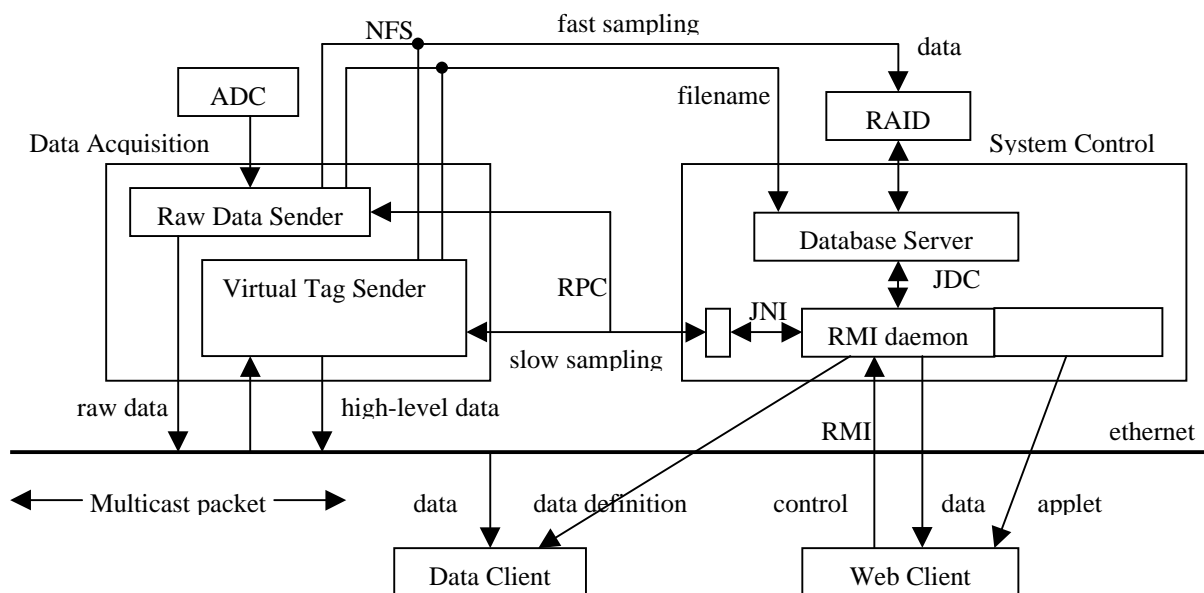 NFS
fast sampling
data
ADC
filename
RAID
Data Acquisition
System Control
Raw Data Sender
Database Server
Virtual Tag Sender
RPC
JDC
JNI
RMI daemon
slow sampling
raw data
high-level data
RMI
ethernet
Multicast packet
data
data definition
control
data
applet
Data Client
Web Client